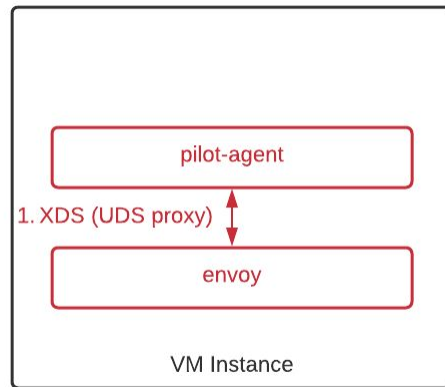 pilot-agent
1. XDS (UDS proxy)
envoy
VM Instance